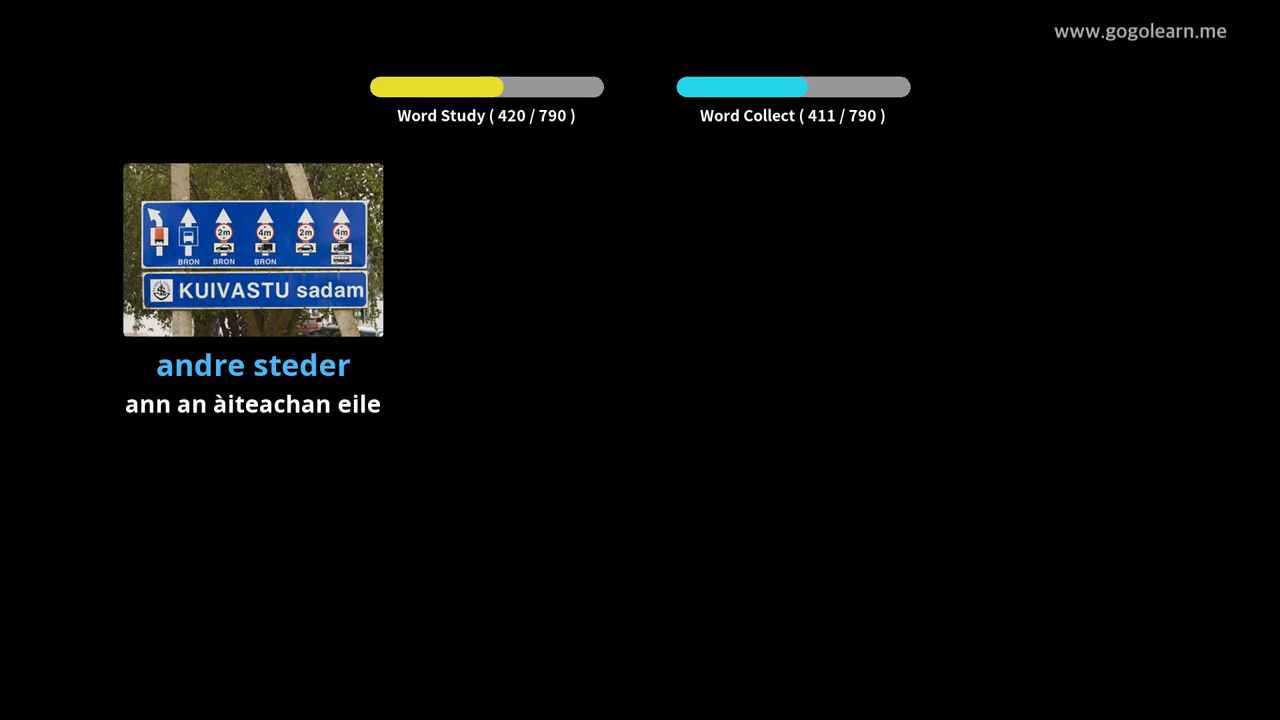 www.gogolearn.me
Word Study ( 420 / 790 )
Word Collect ( 411 / 790 )
2m 4m 2m 4m
BRON BRON BRON
KUIVASTU sadam
andre steder
ann an àiteachan eile